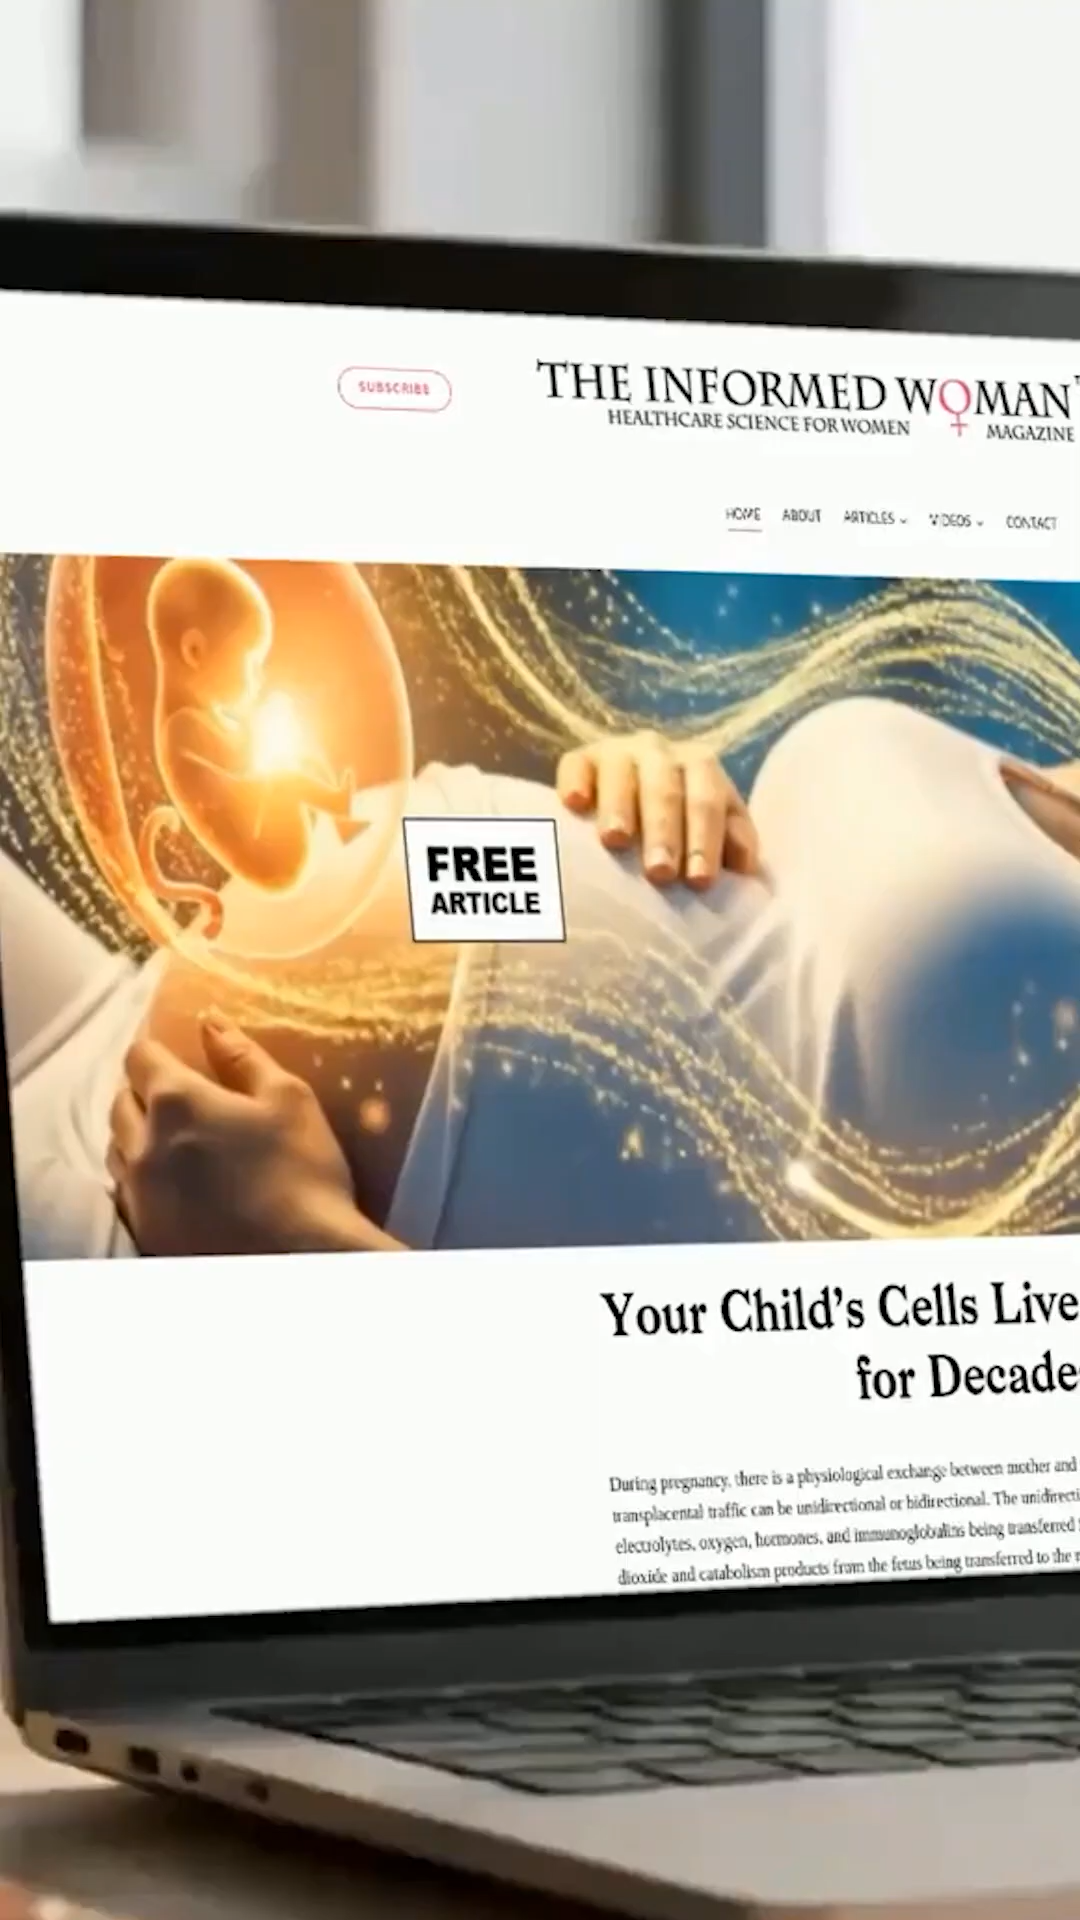 SUBSCRIBE
THE INFORMED WOMAN
HEALTHCARE SCIENCE FOR WOMEN MAGAZINE
HOME ABOUT ARTICLES VIDEOS CONTACT
FREE
ARTICLE
Your Child's Cells Live
for Decade
During pregnancy, there is a physiological exchange between mother and
transplacental traffic can be unidirectional or bidirectional. The unidirecti
electrolytes, oxygen, hormones, and immunoglobulins being transferred
dioxide and catabolism products from the fetus being transferred to the